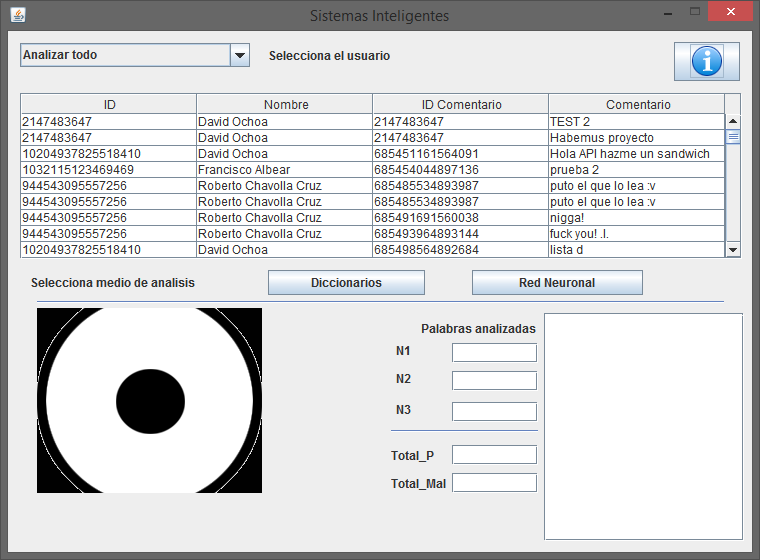 Sistemas Inteligentes
Analizar todo Selecciona el usuario
ID Nombre ID Comentario Comentario
2147483647 David Ochoa 2147483647 TEST 2
2147483647 David Ochoa 2147483647 Habemus proyecto
10204937825518410 David Ochoa 685451161564091 Hola API hazme un sandwich
1032115123469469 Francisco Albear 685454044897136 prueba 2
944543095557256 Roberto Chavolla Cruz 685485534893987 puto el que lo lea :v
944543095557256 Roberto Chavolla Cruz 685485534893987 puto el que lo lea :v
944543095557256 Roberto Chavolla Cruz 685491691560038 nigga!
944543095557256 Roberto Chavolla Cruz 685493964893144 fuck you! .l.
10204937825518410 David Ochoa 685498564892684 lista d
Selecciona medio de analisis Diccionarios Red Neuronal
Palabras analizadas
N1
N2
N3
Total_P
Total_Mal